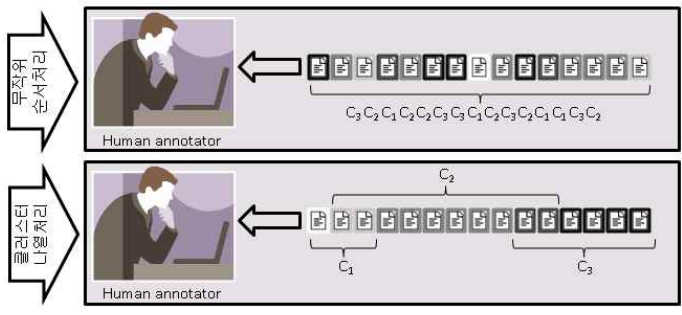 무작위
순서처리
Human annotator
C₃ C₂ C₁ C₂ C₂ C₃ C₃ C₁ C₂ C₃ C₂ C₁ C₁ C₃ C₂
클러스터
나열처리
Human annotator
C₂
C₁
C₃